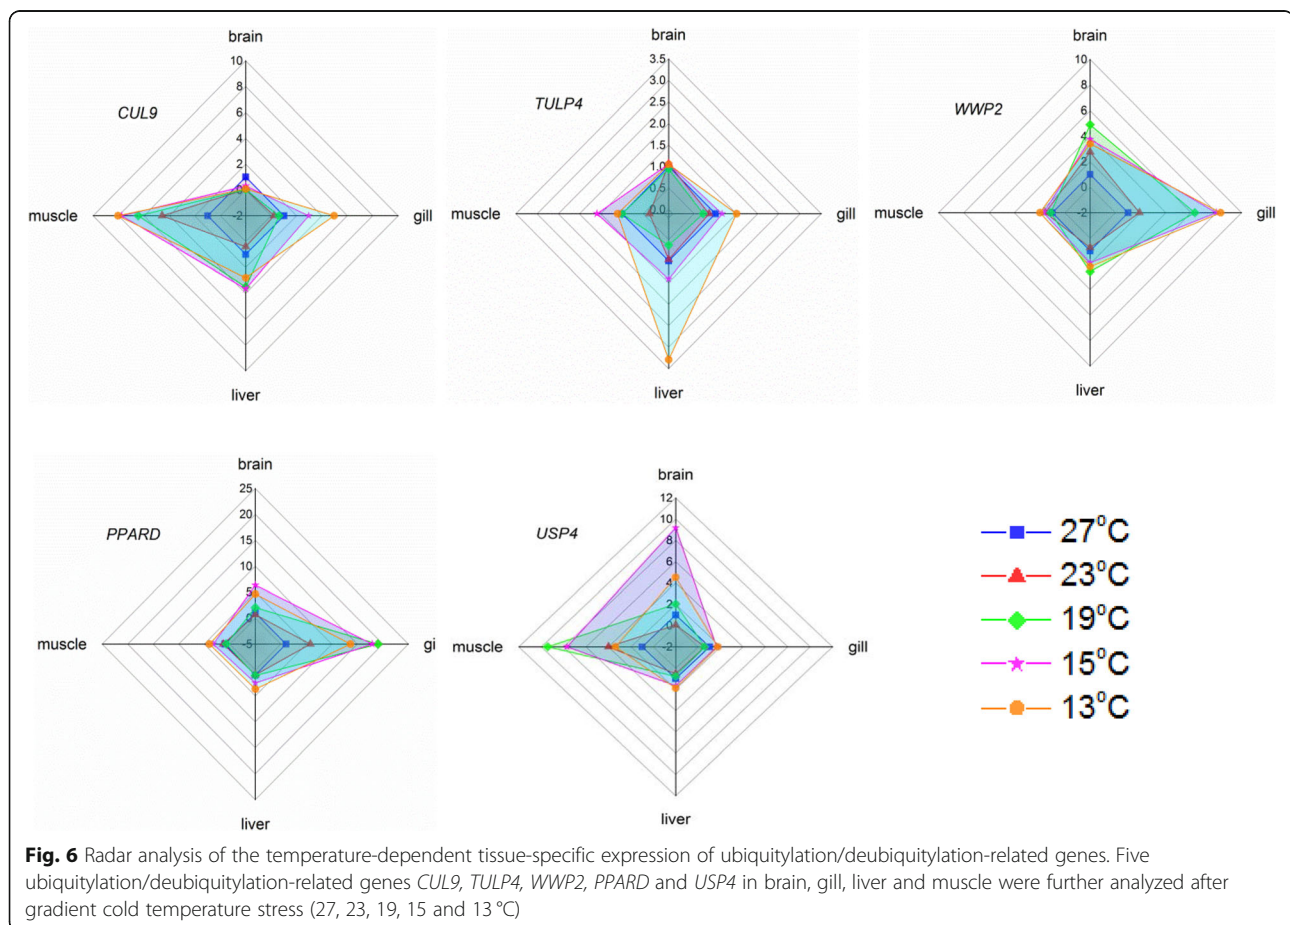 brain
10
8
6
4
2
0
-2
CUL9
muscle
gill
liver
brain
3.5
3.0
2.5
2.0
1.5
1.0
0.5
0.0
TULP4
muscle
gill
liver
brain
10
8
6
4
2
0
-2
WWP2
muscle
gill
liver
brain
25
20
15
10
5
0
-5
PPARD
muscle
gi
liver
brain
12
10
8
6
4
2
0
-2
USP4
muscle
gill
liver
27°C
23°C
19°C
15°C
13°C
Fig. 6 Radar analysis of the temperature-dependent tissue-specific expression of ubiquitylation/deubiquitylation-related genes. Five
ubiquitylation/deubiquitylation-related genes CUL9, TULP4, WWP2, PPARD and USP4 in brain, gill, liver and muscle were further analyzed after
gradient cold temperature stress (27, 23, 19, 15 and 13 °C)